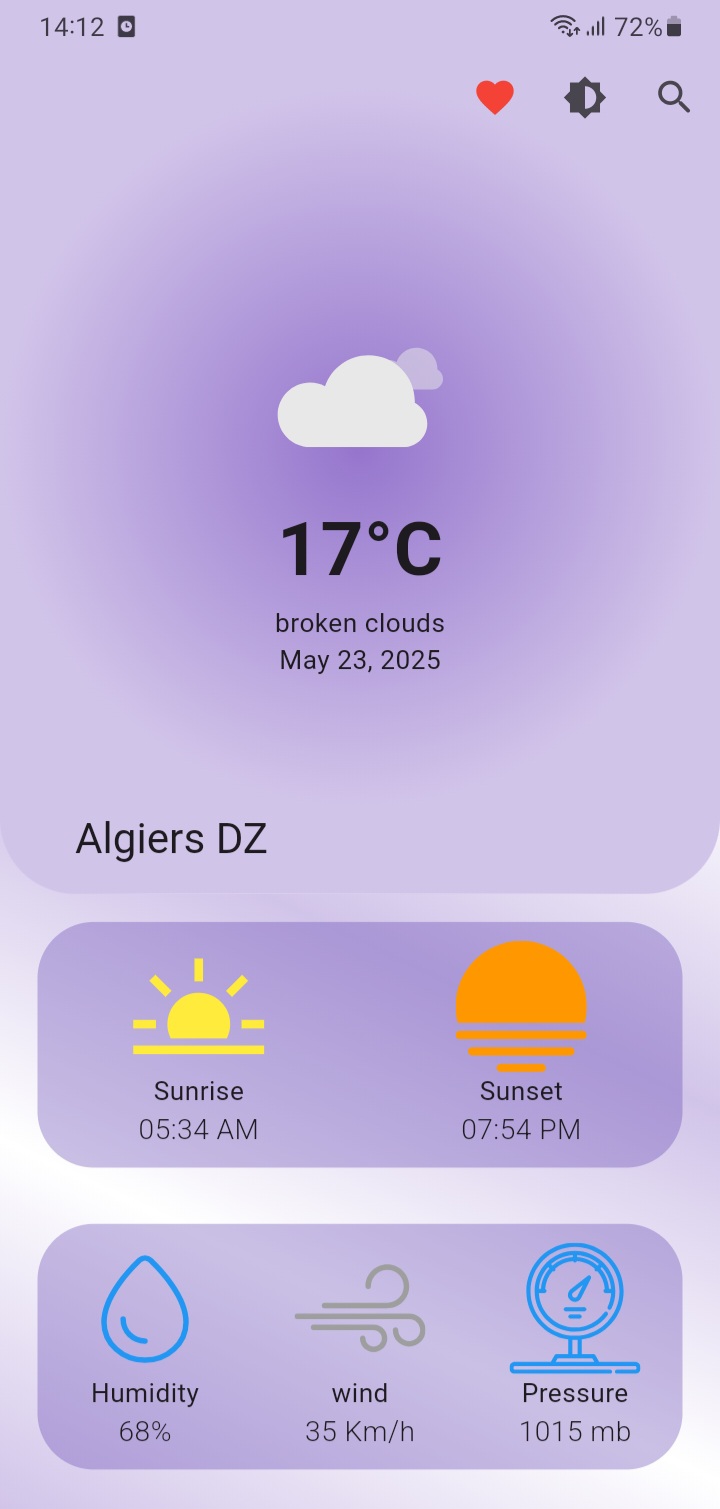 14:12 72%
17°C
broken clouds
May 23, 2025
Algiers DZ
Sunrise Sunset
05:34 AM 07:54 PM
Humidity wind Pressure
68% 35 Km/h 1015 mb